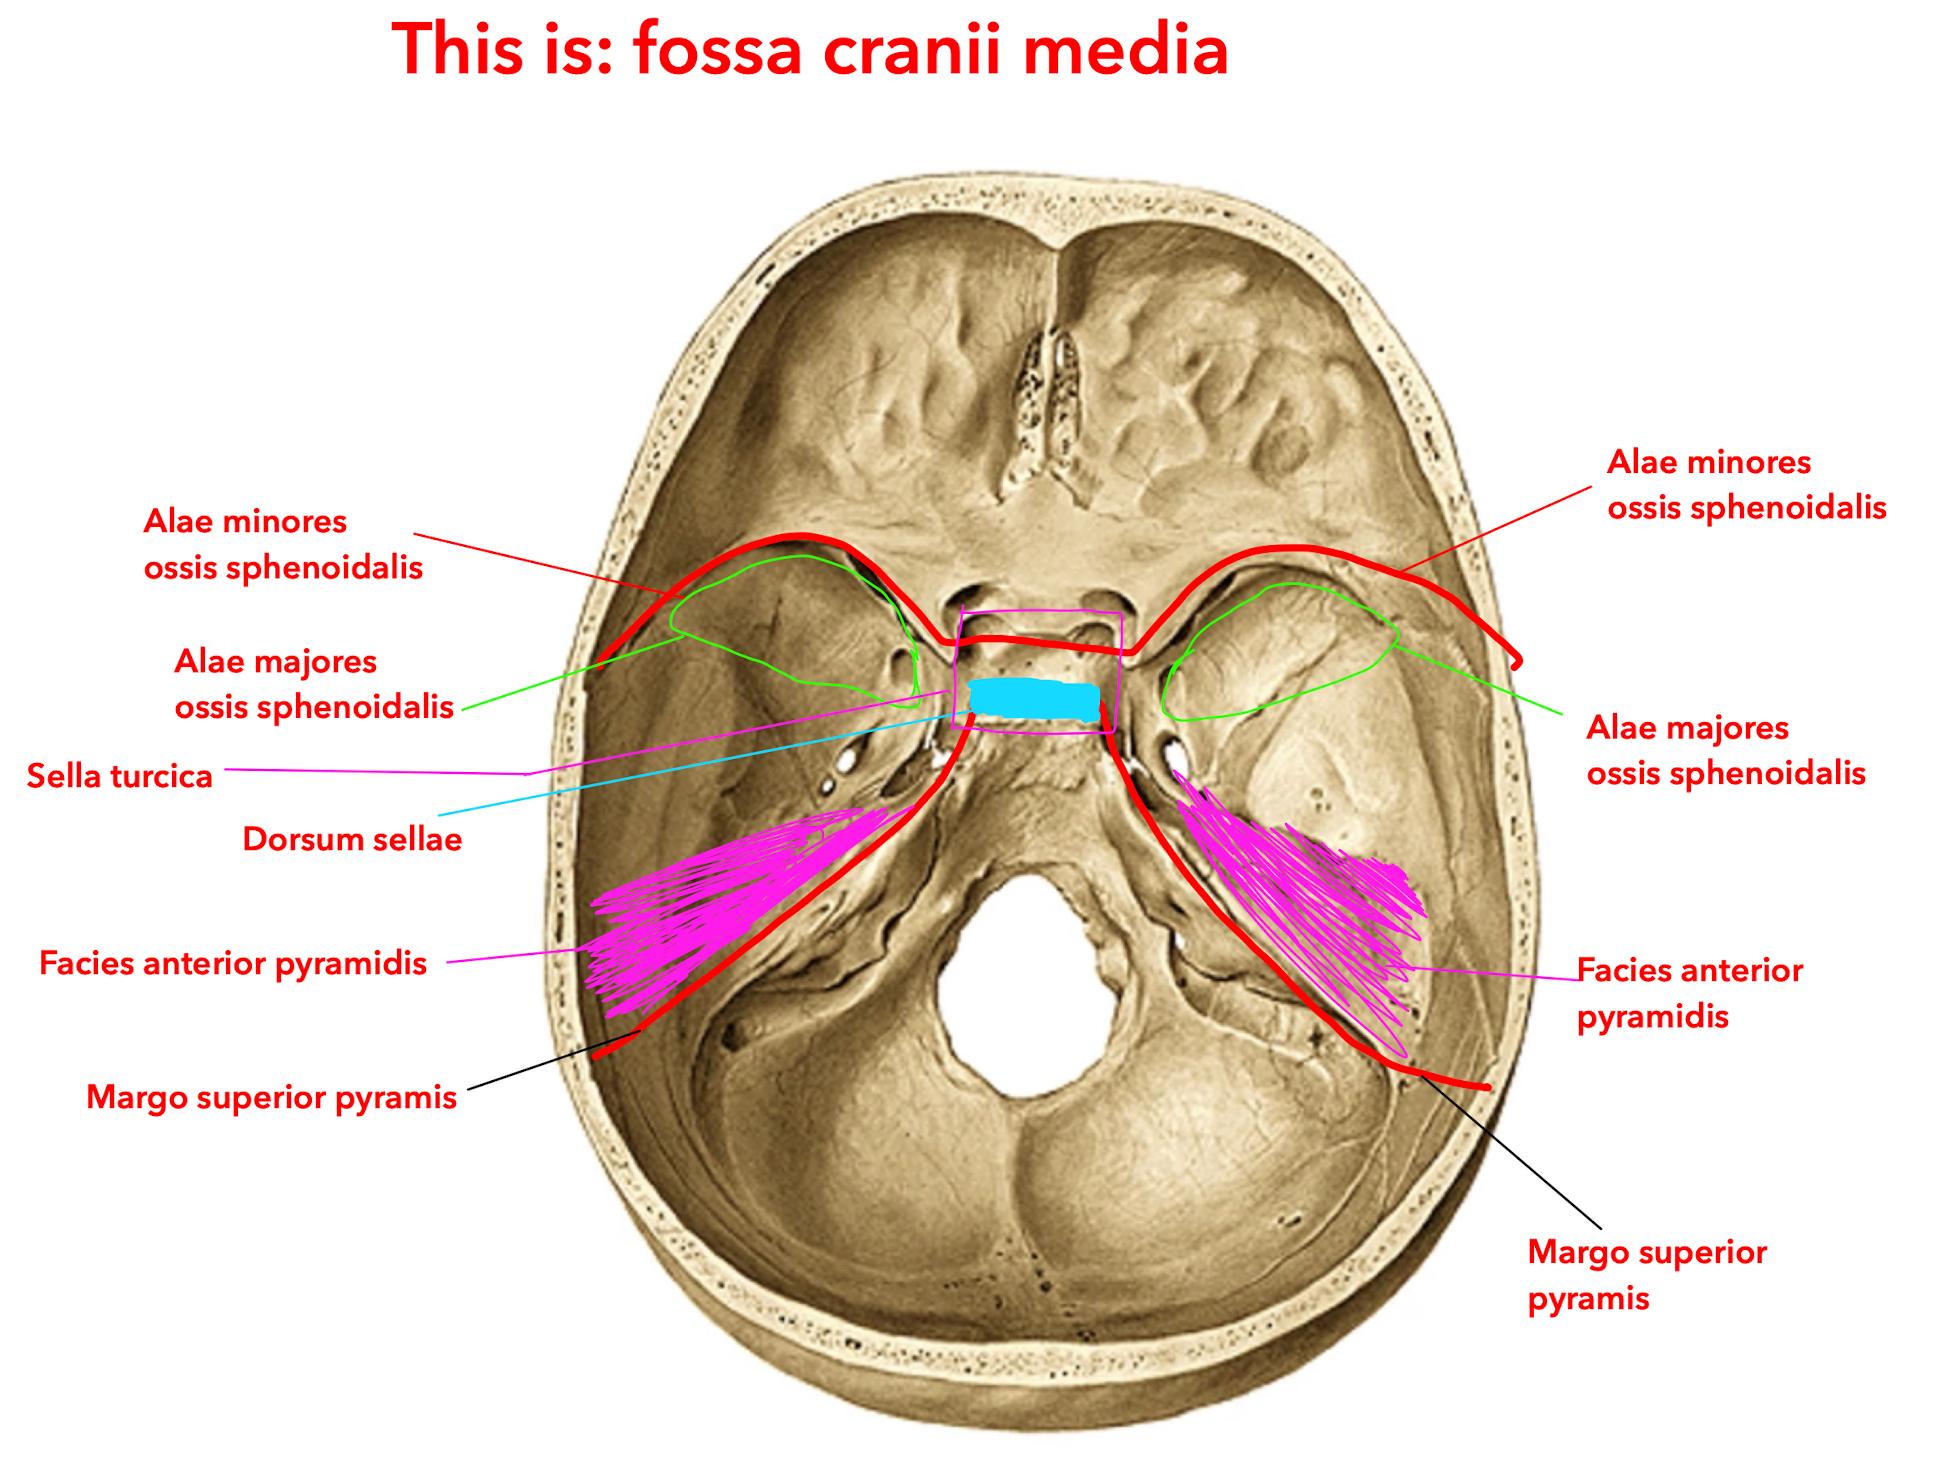 This is: fossa cranii media
Alae minores
ossis sphenoidalis
Alae majores
ossis sphenoidalis
Sella turcica
Dorsum sellae
Facies anterior pyramidis
Margo superior pyramis
Alae minores
ossis sphenoidalis
Alae majores
ossis sphenoidalis
Facies anterior
pyramidis
Margo superior
pyramis